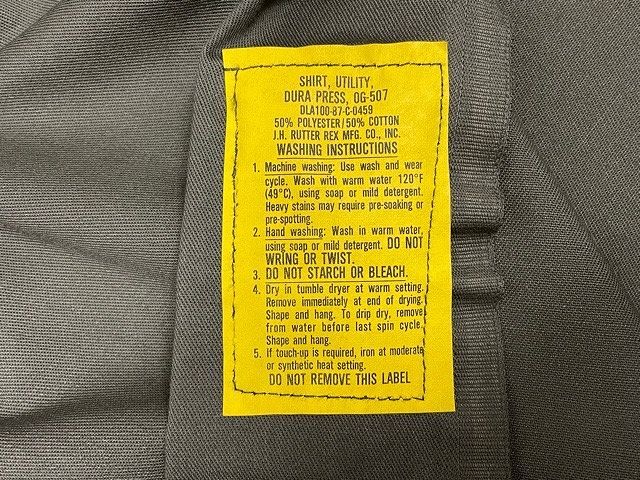 SHIRT, UTILITY,
DURA PRESS, OG-507
DLA100-87-C-0459
50% POLYESTER/50% COTTON
J.H. RUTTER REX MFG. CO., INC.
WASHING INSTRUCTIONS
1. Machine washing: Use wash and wear
cycle. Wash with warm water 120°F
(49°C), using soap or mild detergent.
Heavy stains may require pre-soaking or
pre-spotting.
2. Hand washing: Wash in warm water,
using soap or mild detergent. DO NOT
WRING OR TWIST.
3. DO NOT STARCH OR BLEACH.
4. Dry in tumble dryer at warm setting.
Remove immediately at end of drying.
Shape and hang. To drip dry, remove
from water before last spin cycle.
Shape and hang.
5. If touch-up is required, iron at moderate
or synthetic heat setting.
DO NOT REMOVE THIS LABEL